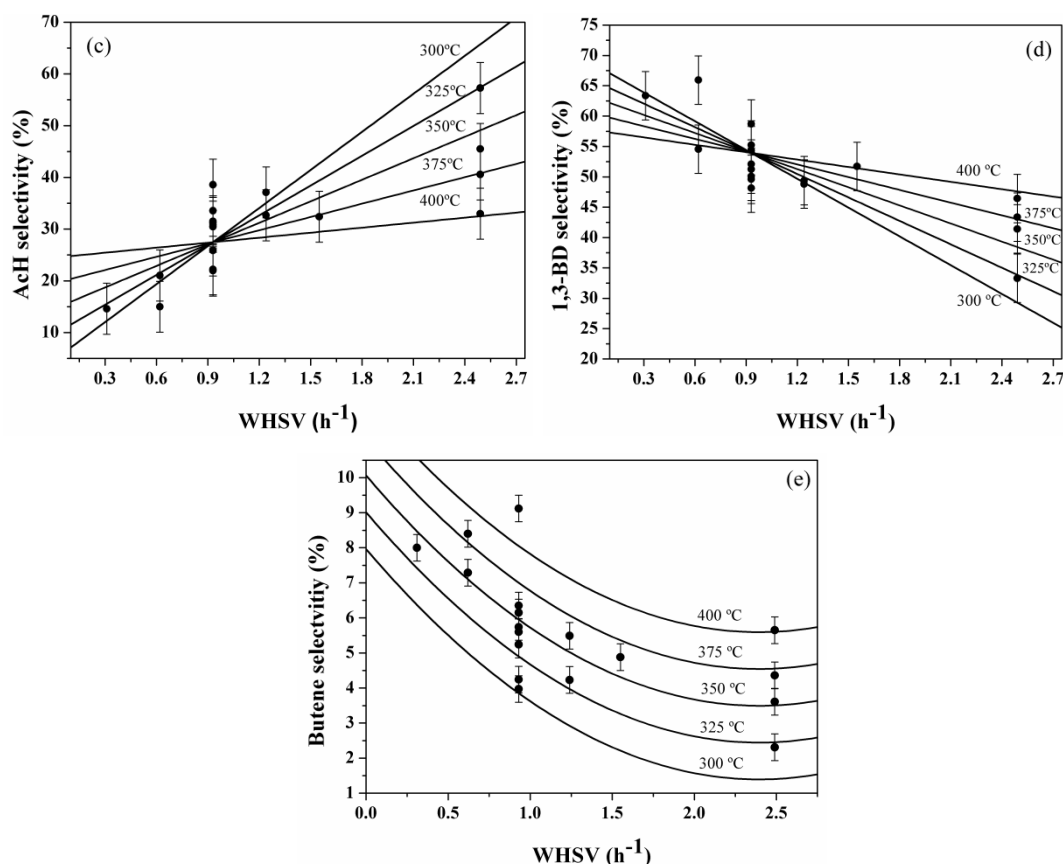 (c)
AcH selectivity (%)
70
60
50
40
30
20
10
300ºC
325ºC
350ºC
375ºC
400ºC
0.3 0.6 0.9 1.2 1.5 1.8 2.1 2.4 2.7
WHSV (h-1)
(d)
1,3-BD selectivity (%)
75
70
65
60
55
50
45
40
35
30
25
20
400 ºC
375ºC
350ºC
325ºC
300 ºC
0.3 0.6 0.9 1.2 1.5 1.8 2.1 2.4 2.7
WHSV (h-1)
(e)
Butene selectvitiy (%)
10
9
8
7
6
5
4
3
2
1
400 ºC
375 ºC
350 ºC
325 ºC
300 ºC
0.0 0.5 1.0 1.5 2.0 2.5
WHSV (h-1)